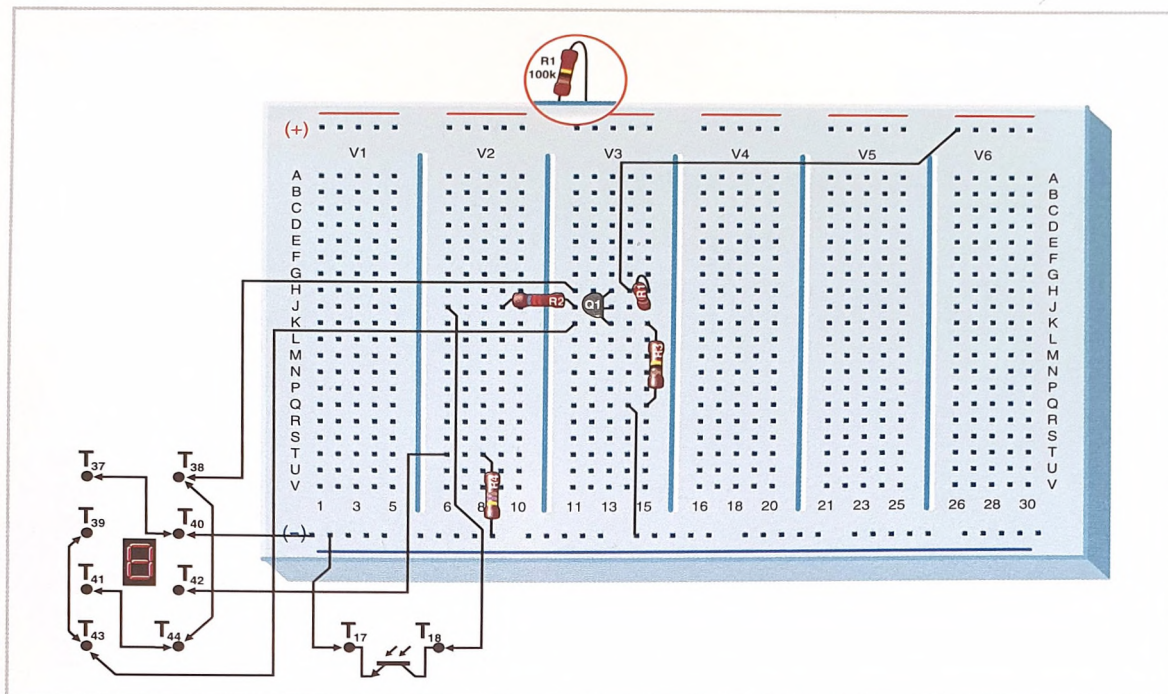 R1
100k
(+)
V1 V2 V3 V4 V5 V6
A A
B B
C C
D D
E E
F F
G G
H H
J J
K K
L L
M M
N N
P P
Q Q
R R
S S
T T
U U
V V
R2 Q1 R1
R3
R4
1 3 5 6 8 10 11 13 15 16 18 20 21 23 25 26 28 30
(-)
T37 T38
T39 T40
T41 T42
T43 T44
T17 T18